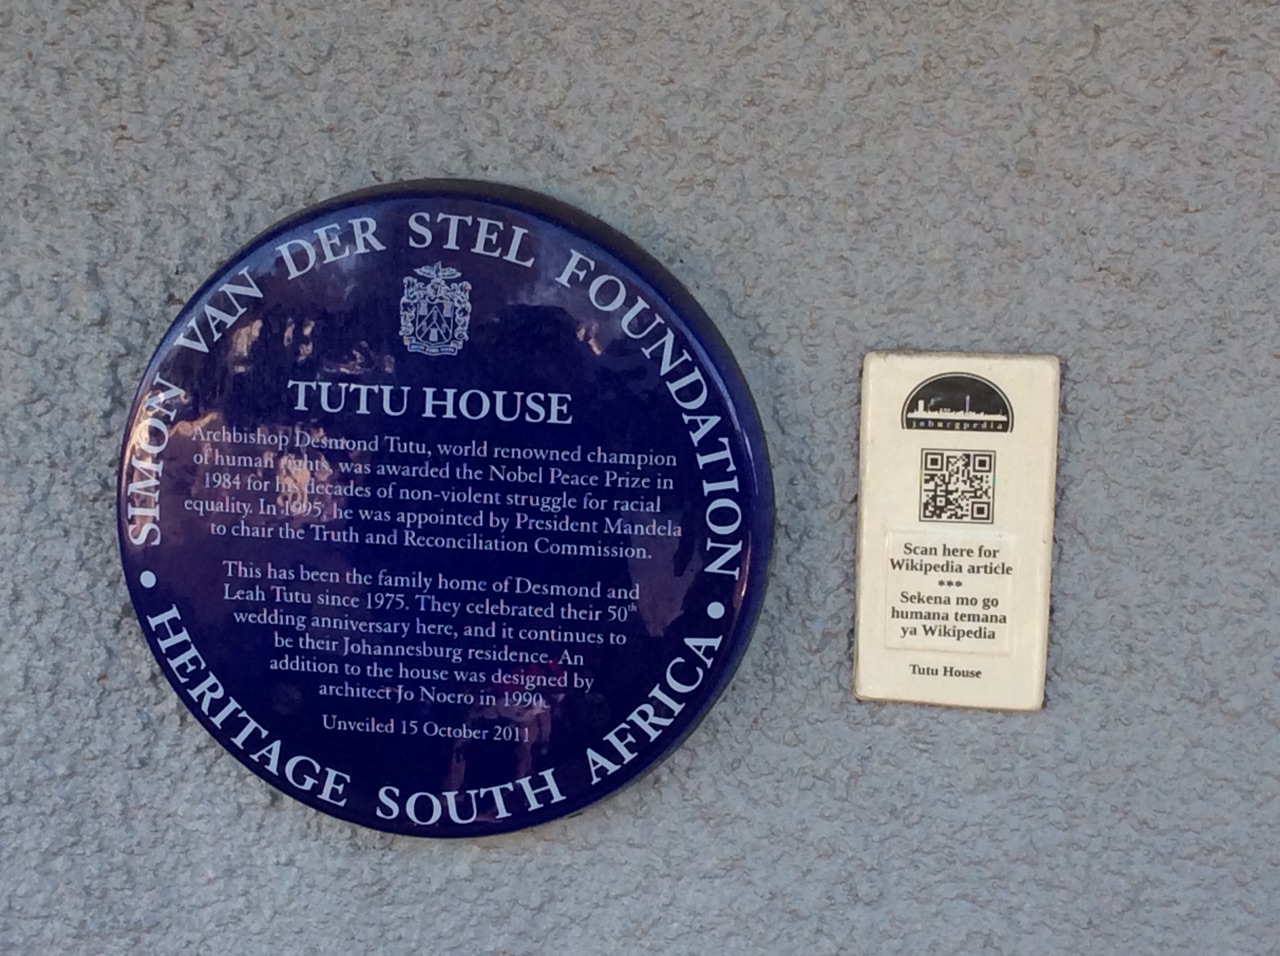 SIMON VAN DER STEL FOUNDATION
TUTU HOUSE
Archbishop Desmond Tutu, world renowned champion
of human rights, was awarded the Nobel Peace Prize in
1984 for his decades of non-violent struggle for racial
equality. In 1995, he was appointed by President Mandela
to chair the Truth and Reconciliation Commission.
This has been the family home of Desmond and
Leah Tutu since 1975. They celebrated their 50th
wedding anniversary here, and it continues to
be their Johannesburg residence. An
addition to the house was designed by
architect Jo Noero in 1990.
Unveiled 15 October 2011
• HERITAGE SOUTH AFRICA •
joburgpedia
Scan here for
Wikipedia article
***
Sekena mo go
humana temana
ya Wikipedia
Tutu House